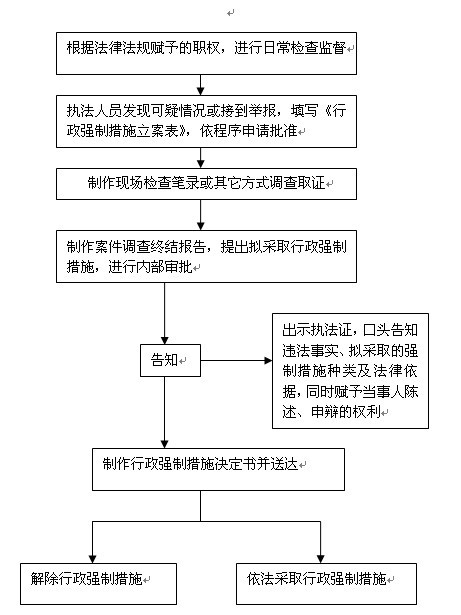 根据法律法规赋予的职权，进行日常检查监督
执法人员发现可疑情况或接到举报，填写《行
政强制措施立案表》，依程序申请批准
制作现场检查笔录或其它方式调查取证
制作案件调查终结报告，提出拟采取行政强制
措施，进行内部审批
告知
出示执法证，口头告知
违法事实、拟采取的强
制措施种类及法律依
据，同时赋予当事人陈
述、申辩的权利
制作行政强制措施决定书并送达
解除行政强制措施
依法采取行政强制措施